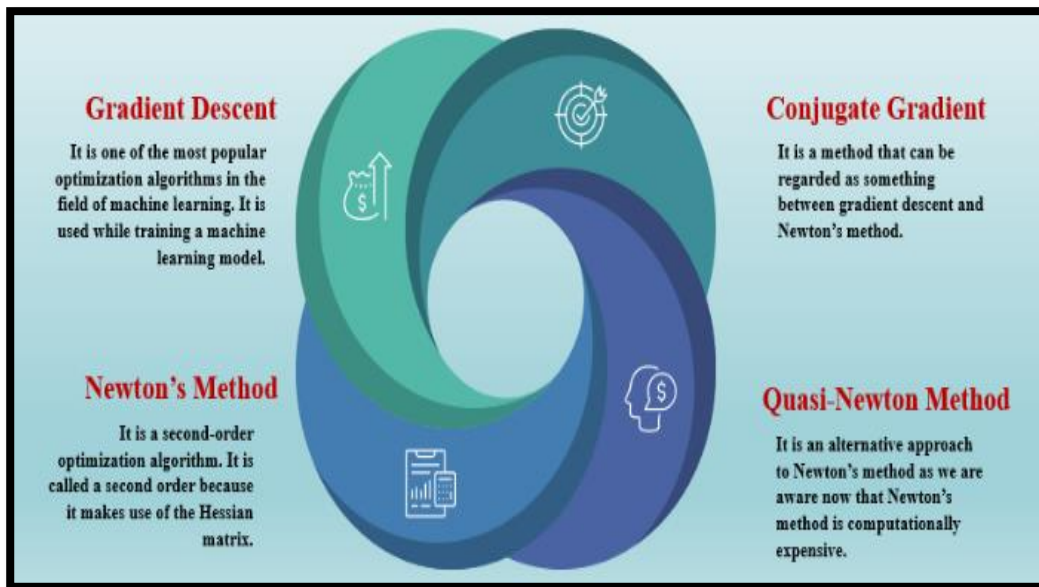 Gradient Descent
It is one of the most popular
optimization algorithms in the
field of machine learning. It is
used while training a machine
learning model.
Conjugate Gradient
It is a method that can be
regarded as something
between gradient descent and
Newton’s method.
Newton’s Method
It is a second-order
optimization algorithm. It is
called a second order because
it makes use of the Hessian
matrix.
Quasi-Newton Method
It is an alternative approach
to Newton’s method as we are
aware now that Newton’s
method is computationally
expensive.
$
$